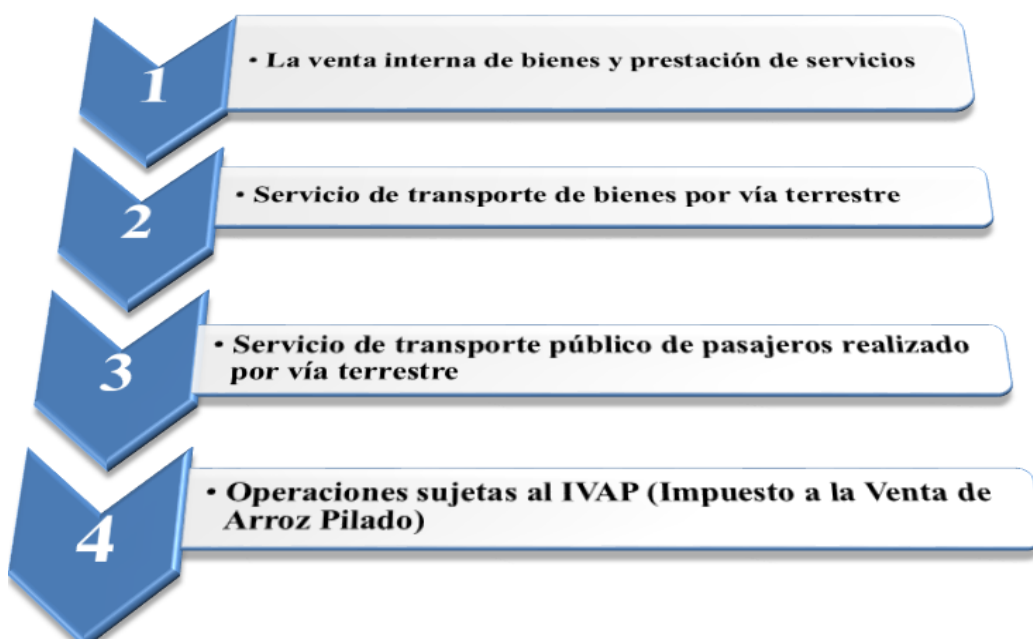 1
• La venta interna de bienes y prestación de servicios
2
• Servicio de transporte de bienes por vía terrestre
3
• Servicio de transporte público de pasajeros realizado
por vía terrestre
4
• Operaciones sujetas al IVAP (Impuesto a la Venta de
Arroz Pilado)